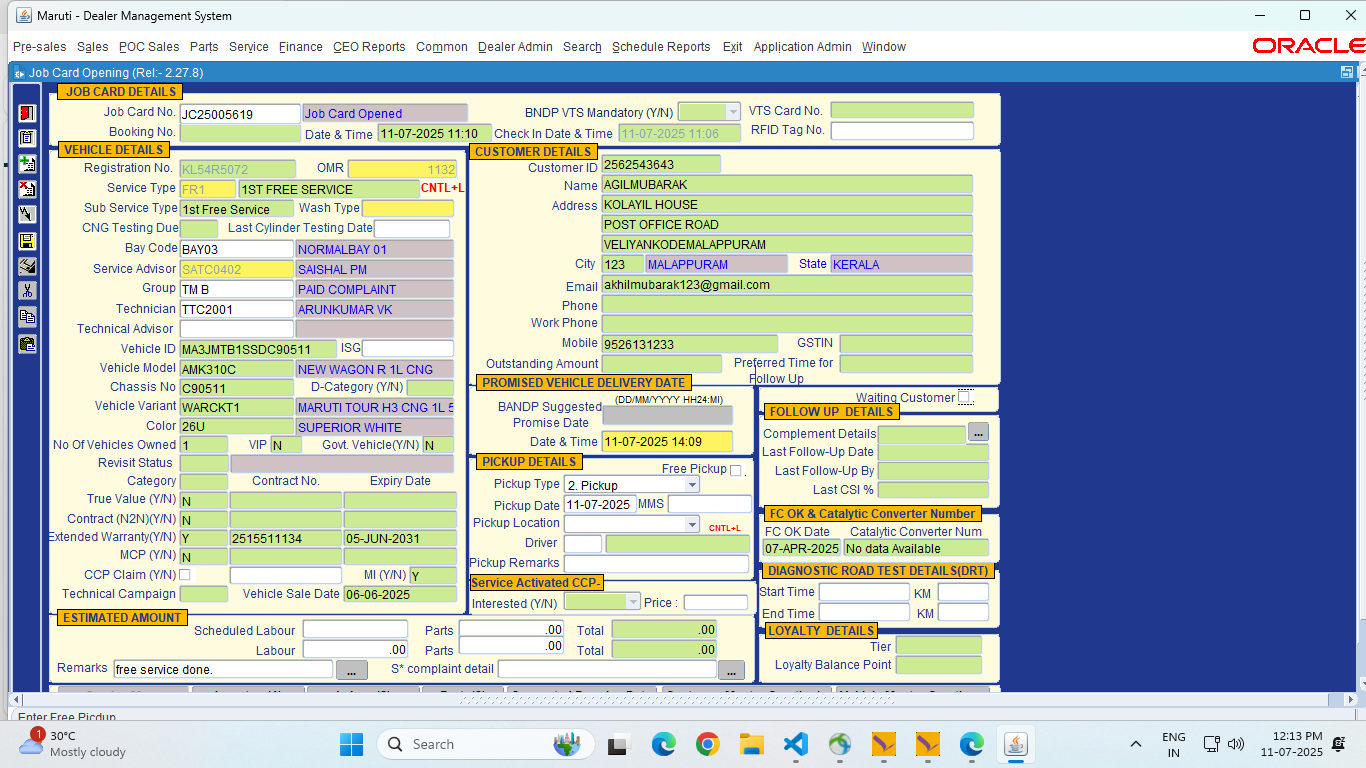 Maruti - Dealer Management System
Pre-sales Sales POC Sales Parts Service Finance CEO Reports Common Dealer Admin Search Schedule Reports Exit Application Admin Window
ORACLE
Job Card Opening (Rel:- 2.27.8)
JOB CARD DETAILS
Job Card No. JC25005619 Job Card Opened BNDP VTS Mandatory (Y/N) VTS Card No.
Booking No. Date & Time 11-07-2025 11:10 Check In Date & Time 11-07-2025 11:06 RFID Tag No.
VEHICLE DETAILS
Registration No. KL54R5072 OMR 1132
Service Type FR1 1ST FREE SERVICE CNTL+L
Sub Service Type 1st Free Service Wash Type
CNG Testing Due Last Cylinder Testing Date
Bay Code BAY03 NORMALBAY 01
Service Advisor SATC0402 SAISHAL PM
Group TM B PAID COMPLAINT
Technician TTC2001 ARUNKUMAR VK
Technical Advisor
Vehicle ID MA3JMTB1SSDC90511 ISG
Vehicle Model AMK310C NEW WAGON R 1L CNG
Chassis No C90511 D-Category (Y/N)
Vehicle Variant WARCKT1 MARUTI TOUR H3 CNG 1L 5
Color 26U SUPERIOR WHITE
No Of Vehicles Owned 1 VIP N Govt. Vehicle(Y/N) N
Revisit Status
Category Contract No. Expiry Date
True Value (Y/N) N
Contract (N2N)(Y/N) N
Extended Warranty(Y/N) Y 2515511134 05-JUN-2031
MCP (Y/N) N
CCP Claim (Y/N) MI (Y/N) Y
Technical Campaign Vehicle Sale Date 06-06-2025
CUSTOMER DETAILS
Customer ID 2562543643
Name AGILMUBARAK
Address KOLAYIL HOUSE
POST OFFICE ROAD
VELIYANKODEMALAPPURAM
City 123 MALAPPURAM State KERALA
Email akhilmubarak123@gmail.com
Phone
Work Phone
Mobile 9526131233 GSTIN
Outstanding Amount Preferred Time for
Follow Up
PROMISED VEHICLE DELIVERY DATE
(DD/MM/YYYY HH24:MI)
BANDP Suggested
Promise Date
Date & Time 11-07-2025 14:09
PICKUP DETAILS
Free Pickup .
Pickup Type 2. Pickup
Pickup Date 11-07-2025 MMS
Pickup Location CNTL+L
Driver
Pickup Remarks
Service Activated CCP-
Interested (Y/N) Price :
Waiting Customer
FOLLOW UP DETAILS
Complement Details ...
Last Follow-Up Date
Last Follow-Up By
Last CSI %
FC OK & Catalytic Converter Number
FC OK Date Catalytic Converter Num
07-APR-2025 No data Available
DIAGNOSTIC ROAD TEST DETAILS(DRT)
Start Time KM
End Time KM
LOYALTY DETAILS
Tier
Loyalty Balance Point
ESTIMATED AMOUNT
Scheduled Labour Parts .00 Total .00
Labour .00 Parts .00 Total .00
Remarks free service done. ... S* complaint detail ...
Enter Free Picdup
1 30°C
Mostly cloudy
Search
ENG
IN
12:13 PM
11-07-2025